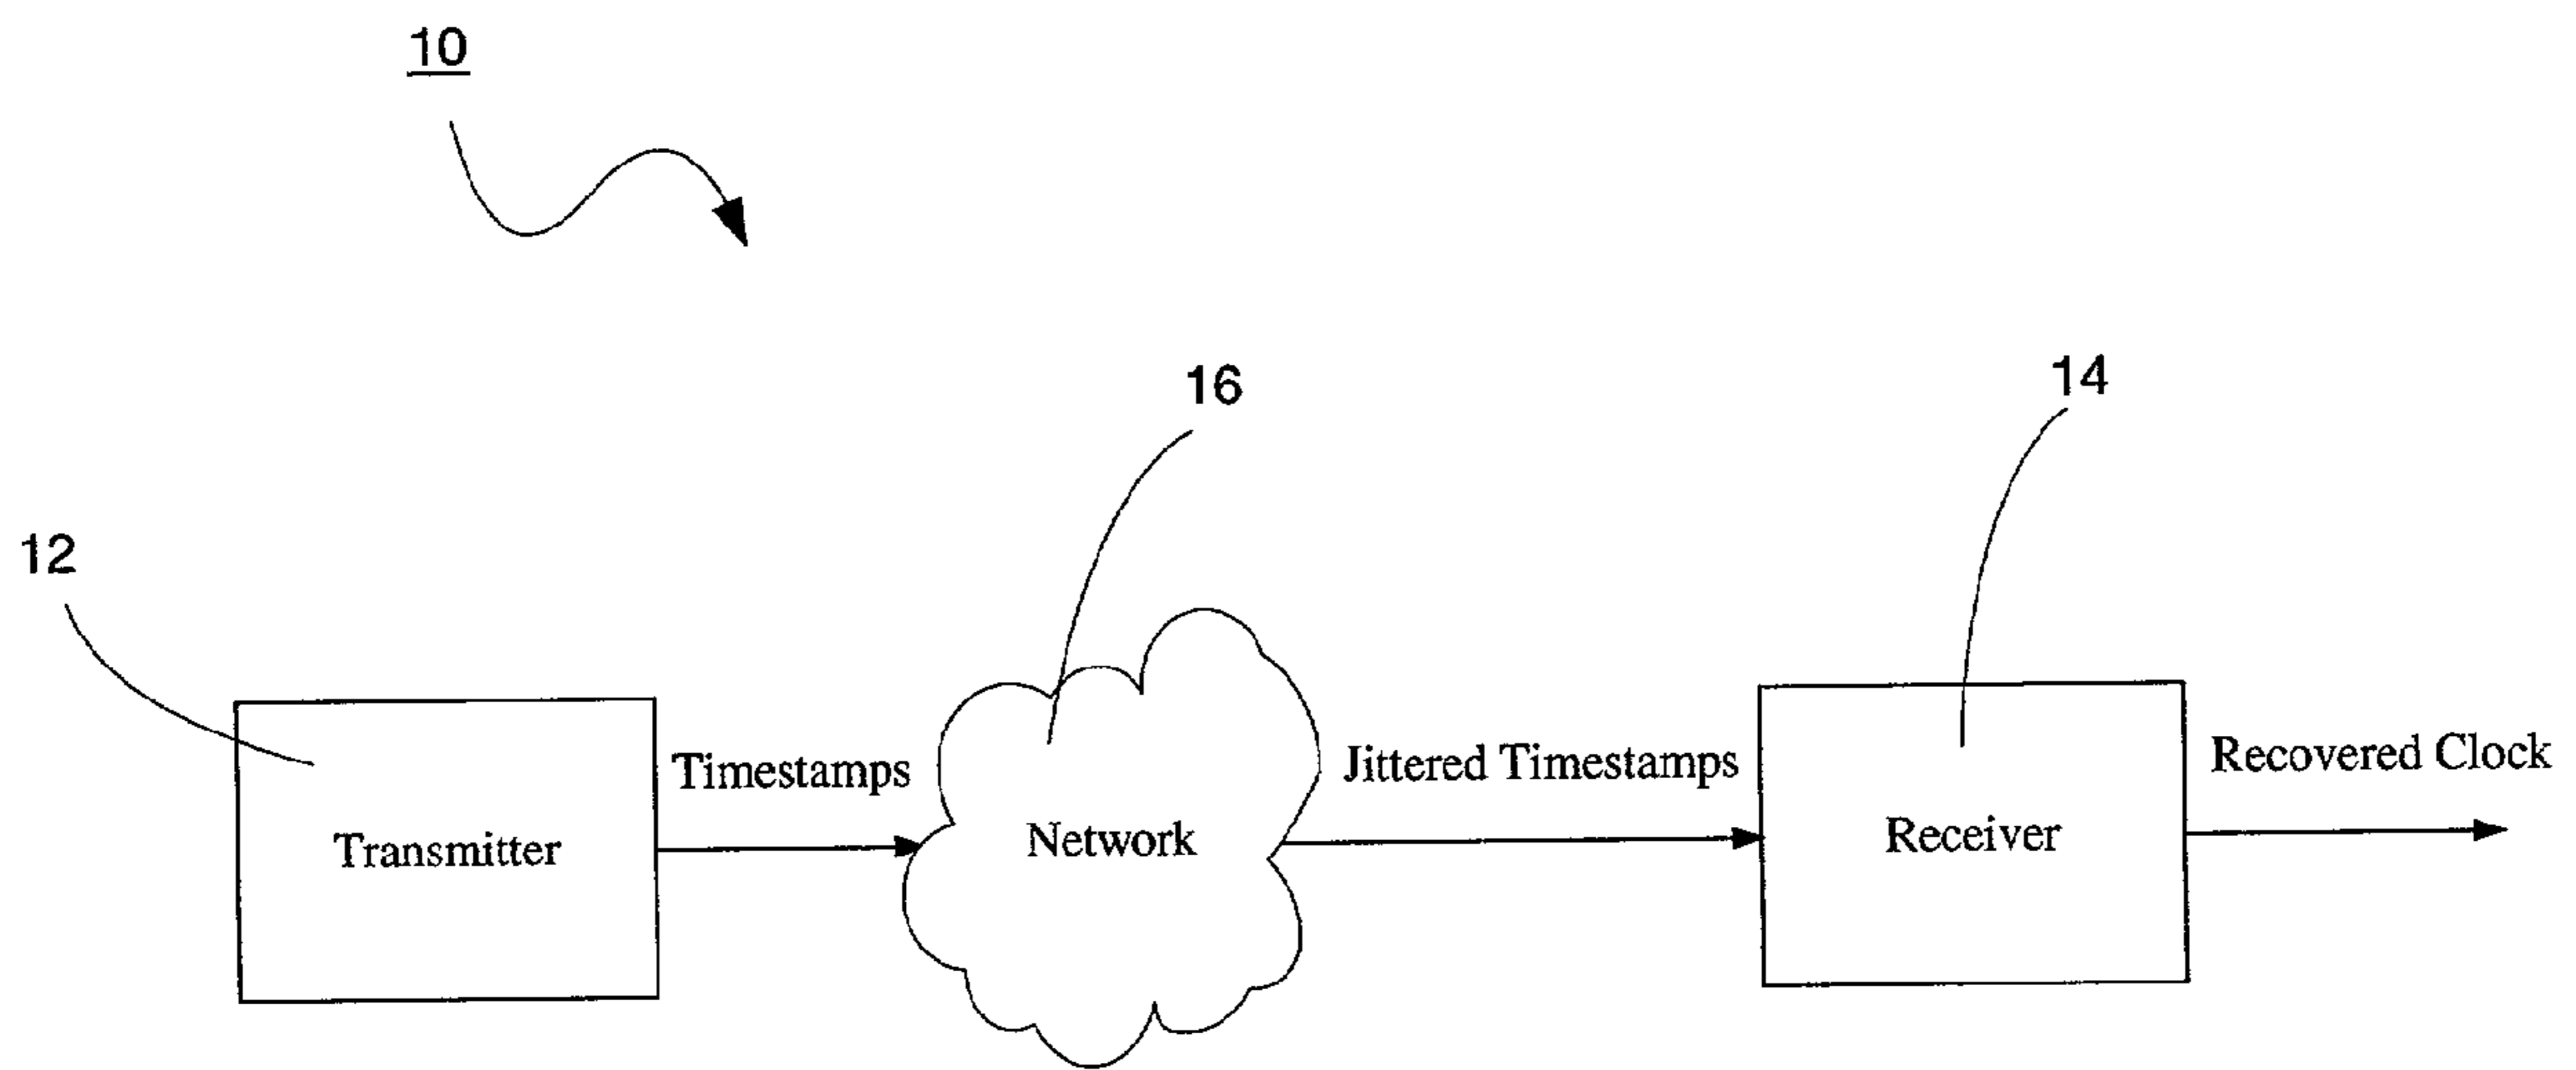 10
16
14
12
Timestamps
Jittered Timestamps
Recovered Clock
Transmitter
Network
Receiver